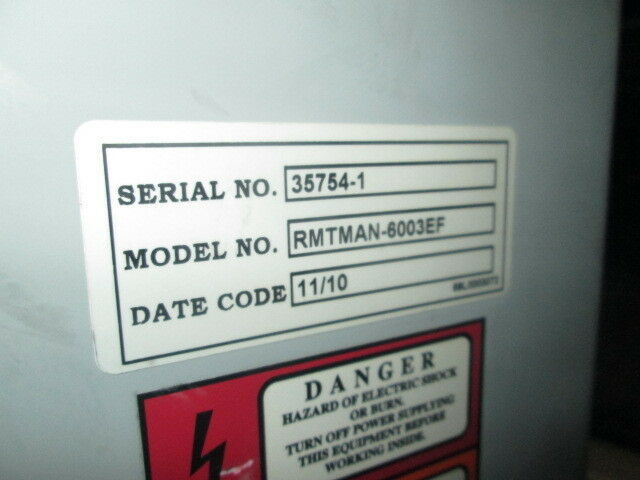 SERIAL NO. 35754-1
MODEL NO. RMTMAN-6003EF
DATE CODE 11/10
DANGER
HAZARD OF ELECTRIC SHOCK
OR BURN.
TURN OFF POWER SUPPLYING
THIS EQUIPMENT BEFORE
WORKING INSIDE.